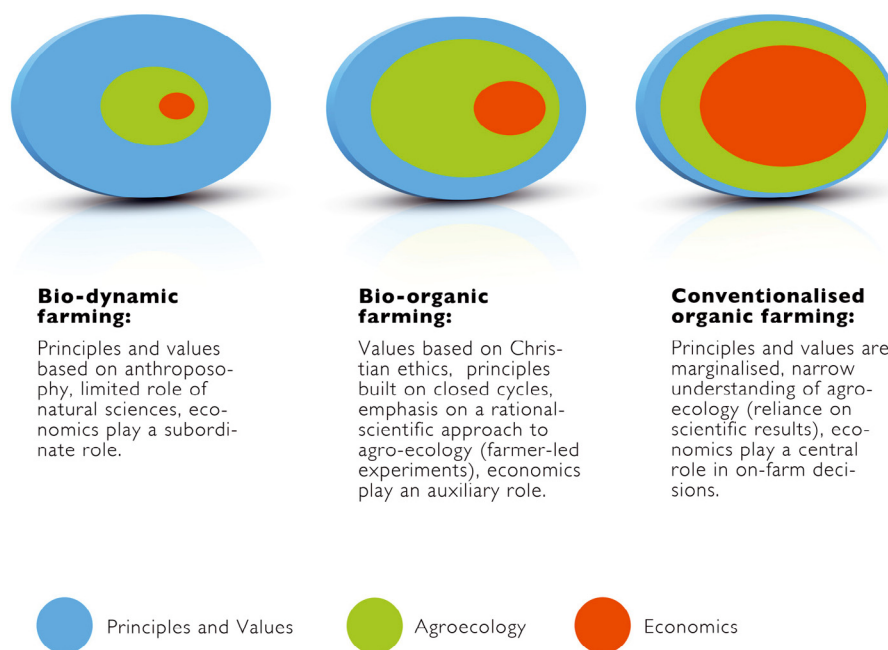 Bio-dynamic
farming:
Principles and values
based on anthroposo-
phy, limited role of
natural sciences, eco-
nomics play a subordi-
nate role.
Bio-organic
farming:
Values based on Chris-
tian ethics, principles
built on closed cycles,
emphasis on a rational-
scientific approach to
agro-ecology (farmer-led
experiments), economics
play an auxiliary role.
Conventionalised
organic farming:
Principles and values are
marginalised, narrow
understanding of agro-
ecology (reliance on
scientific results), eco-
nomics play a central
role in on-farm deci-
sions.
Principles and Values
Agroecology
Economics